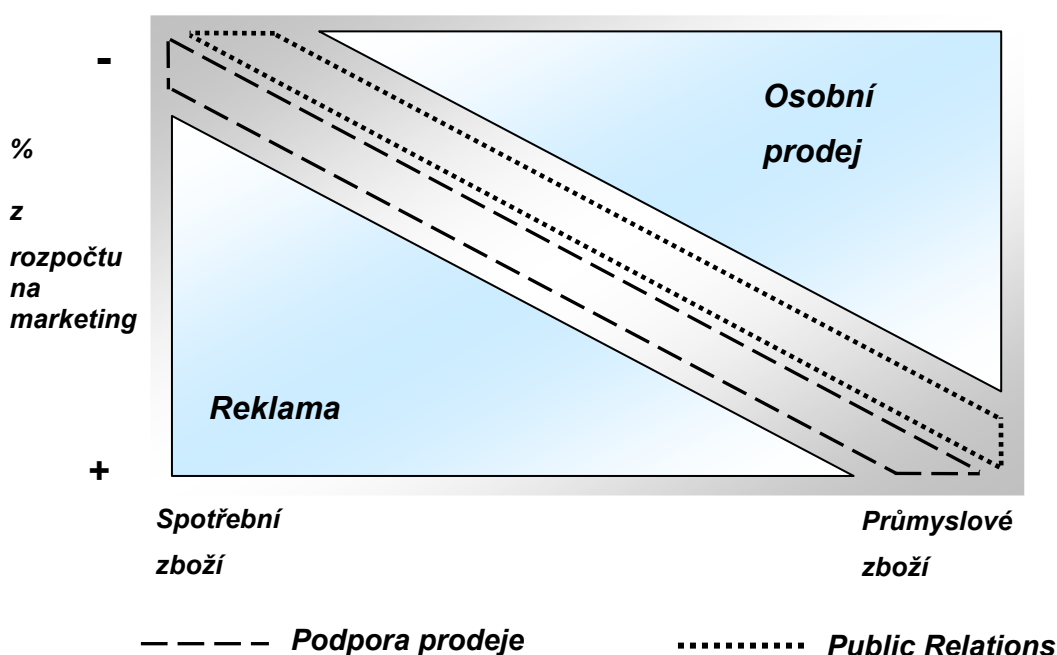 -
%
z
rozpočtu
na
marketing
+
Osobní
prodej
Reklama
Spotřební
zboží
Průmyslové
zboží
Podpora prodeje
Public Relations